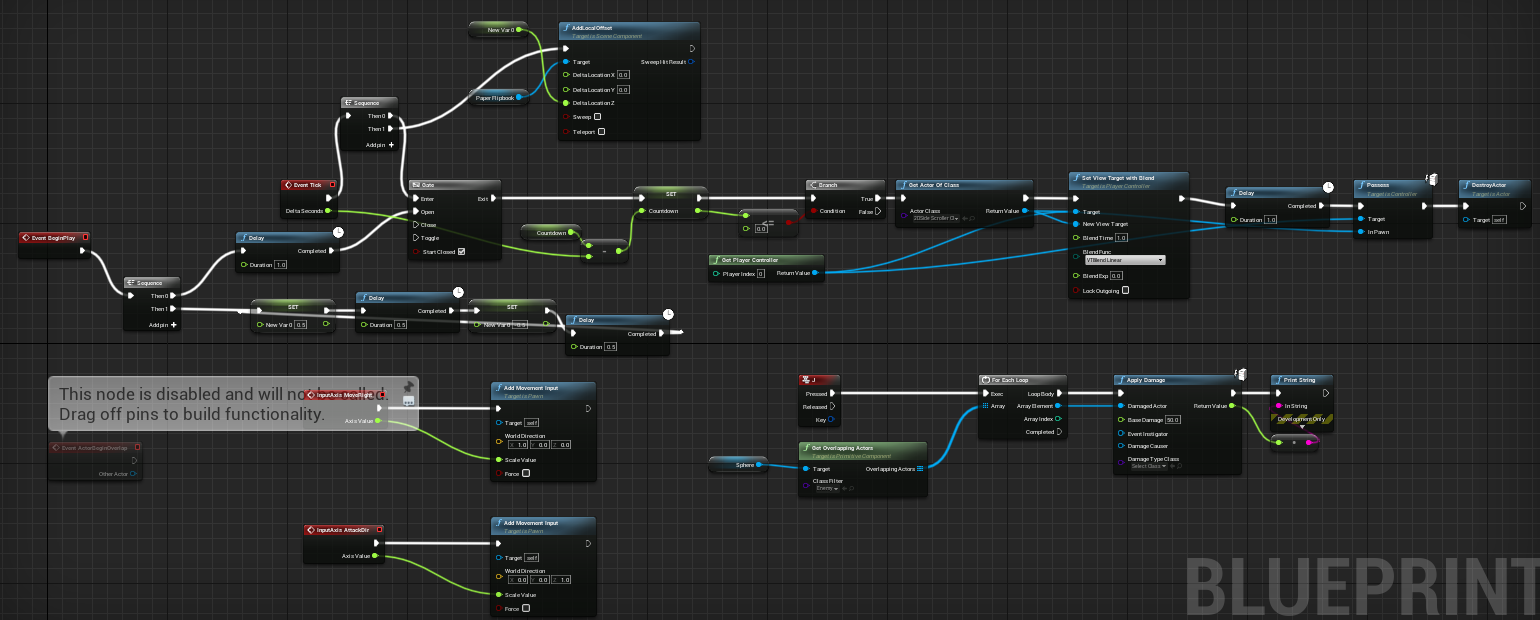 New Var 0
AddLocalOffset
Target is Scene Component
Target
Sweep Hit Result
Delta Location X 0.0
Delta Location Y 0.0
Delta Location Z
Sweep
Teleport
Paper Flipbook
Sequence
Then 0
Then 1
Add pin +
Event Tick
Delta Seconds
Gate
Enter
Exit
Open
Close
Toggle
Start Closed
SET
Countdown
Countdown
-
<=
0.0
Branch
True
Condition
False
Get Actor Of Class
Actor Class
Return Value
Get Player Controller
Player Index 0
Return Value
Set View Target with Blend
Target is Player Controller
Target
New View Target
Blend Time 1.0
Blend Func
VTBlend Linear
Blend Exp 0.0
Lock Outgoing
Delay
Completed
Duration 1.0
Possess
Target is Controller
Target
In Pawn
DestroyActor
Target is Actor
Target self
Event BeginPlay
Delay
Completed
Duration 1.0
Sequence
Then 0
Then 1
Add pin +
SET
New Var 0 0.5
Delay
Completed
Duration 0.5
SET
New Var 0 -0.5
Delay
Completed
Duration 0.5
This node is disabled and will not be called.
Drag off pins to build functionality.
Event ActorBeginOverlap
Other Actor
InputAxis MoveRight
Axis Value
Add Movement Input
Target is Pawn
Target self
World Direction
X 1.0 Y 0.0 Z 0.0
Scale Value
Force
InputAxis AttackDir
Axis Value
Add Movement Input
Target is Pawn
Target self
World Direction
X 0.0 Y 0.0 Z 1.0
Scale Value
Force
J
Pressed
Released
Key
Sphere
Get Overlapping Actors
Target is Primitive Component
Target
Overlapping Actors
Class Filter
Enemy
For Each Loop
Exec
Loop Body
Array
Array Element
Array Index
Completed
Apply Damage
Damaged Actor
Return Value
Base Damage 50.0
Event Instigator
Damage Causer
Damage Type Class
Select Class
Print String
In String
Development Only
BLUEPRINT